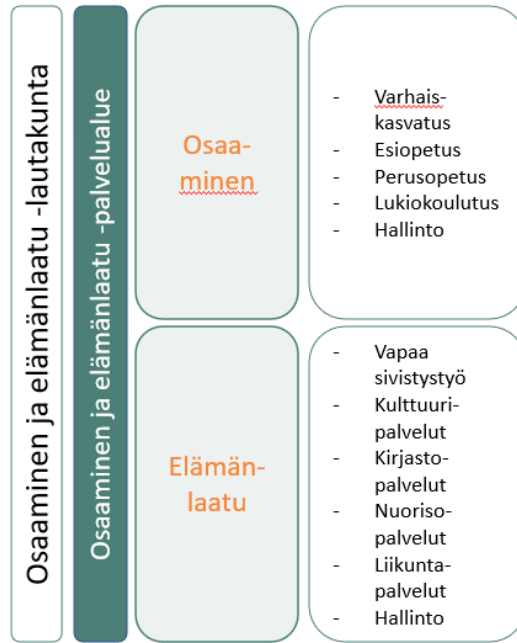 Osaaminen ja elämänlaatu -lautakunta
Osaaminen ja elämänlaatu -palvelualue
Osaa-
minen
- Varhais-
kasvatus
- Esiopetus
- Perusopetus
- Lukiokoulutus
- Hallinto
Elämän-
laatu
- Vapaa
sivistystyö
- Kulttuuri-
palvelut
- Kirjasto-
palvelut
- Nuoriso-
palvelut
- Liikunta-
palvelut
- Hallinto